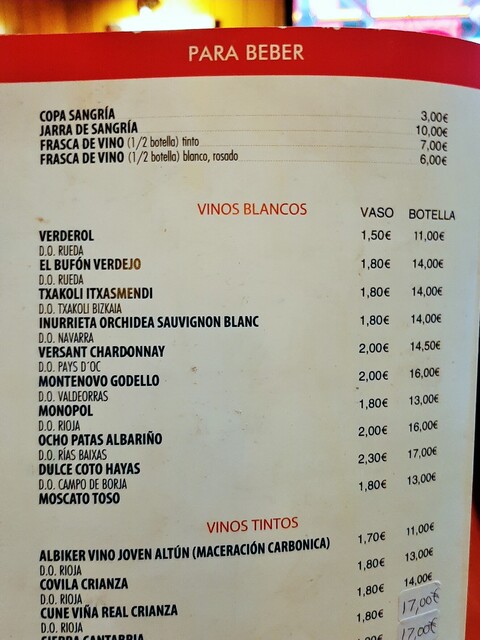 PARA BEBER
COPA SANGRÍA 3,00€
JARRA DE SANGRÍA 10,00€
FRASCA DE VINO (1/2 botella) tinto 7,00€
FRASCA DE VINO (1/2 botella) blanco, rosado 6,00€
VINOS BLANCOS VASO BOTELLA
VERDEROL 1,50€ 11,00€
D.O. RUEDA
EL BUFÓN VERDEJO 1,80€ 14,00€
D.O. RUEDA
TXAKOLI ITXASMENDI 1,80€ 14,00€
D.O. TXAKOLI BIZKAIA
INURRIETA ORCHIDEA SAUVIGNON BLANC 1,80€ 14,00€
D.O. NAVARRA
VERSANT CHARDONNAY 2,00€ 14,50€
D.O. PAYS D´OC
MONTENOVO GODELLO 2,00€ 16,00€
D.O. VALDEORRAS
MONOPOL 1,80€ 13,00€
D.O. RIOJA
OCHO PATAS ALBARIÑO 2,00€ 16,00€
D.O. RÍAS BAIXAS
DULCE COTO HAYAS 2,30€ 17,00€
D.O. CAMPO DE BORJA
MOSCATO TOSO 1,80€ 13,00€
VINOS TINTOS
ALBIKER VINO JOVEN ALTÚN (MACERACIÓN CARBONICA) 1,70€ 11,00€
D.O. RIOJA
COVILA CRIANZA 1,80€ 13,00€
D.O. RIOJA
CUNE VIÑA REAL CRIANZA 1,80€ 14,00€
D.O. RIOJA
SIERRA CANTABRIA 1,80€ 17,00€
17,00€